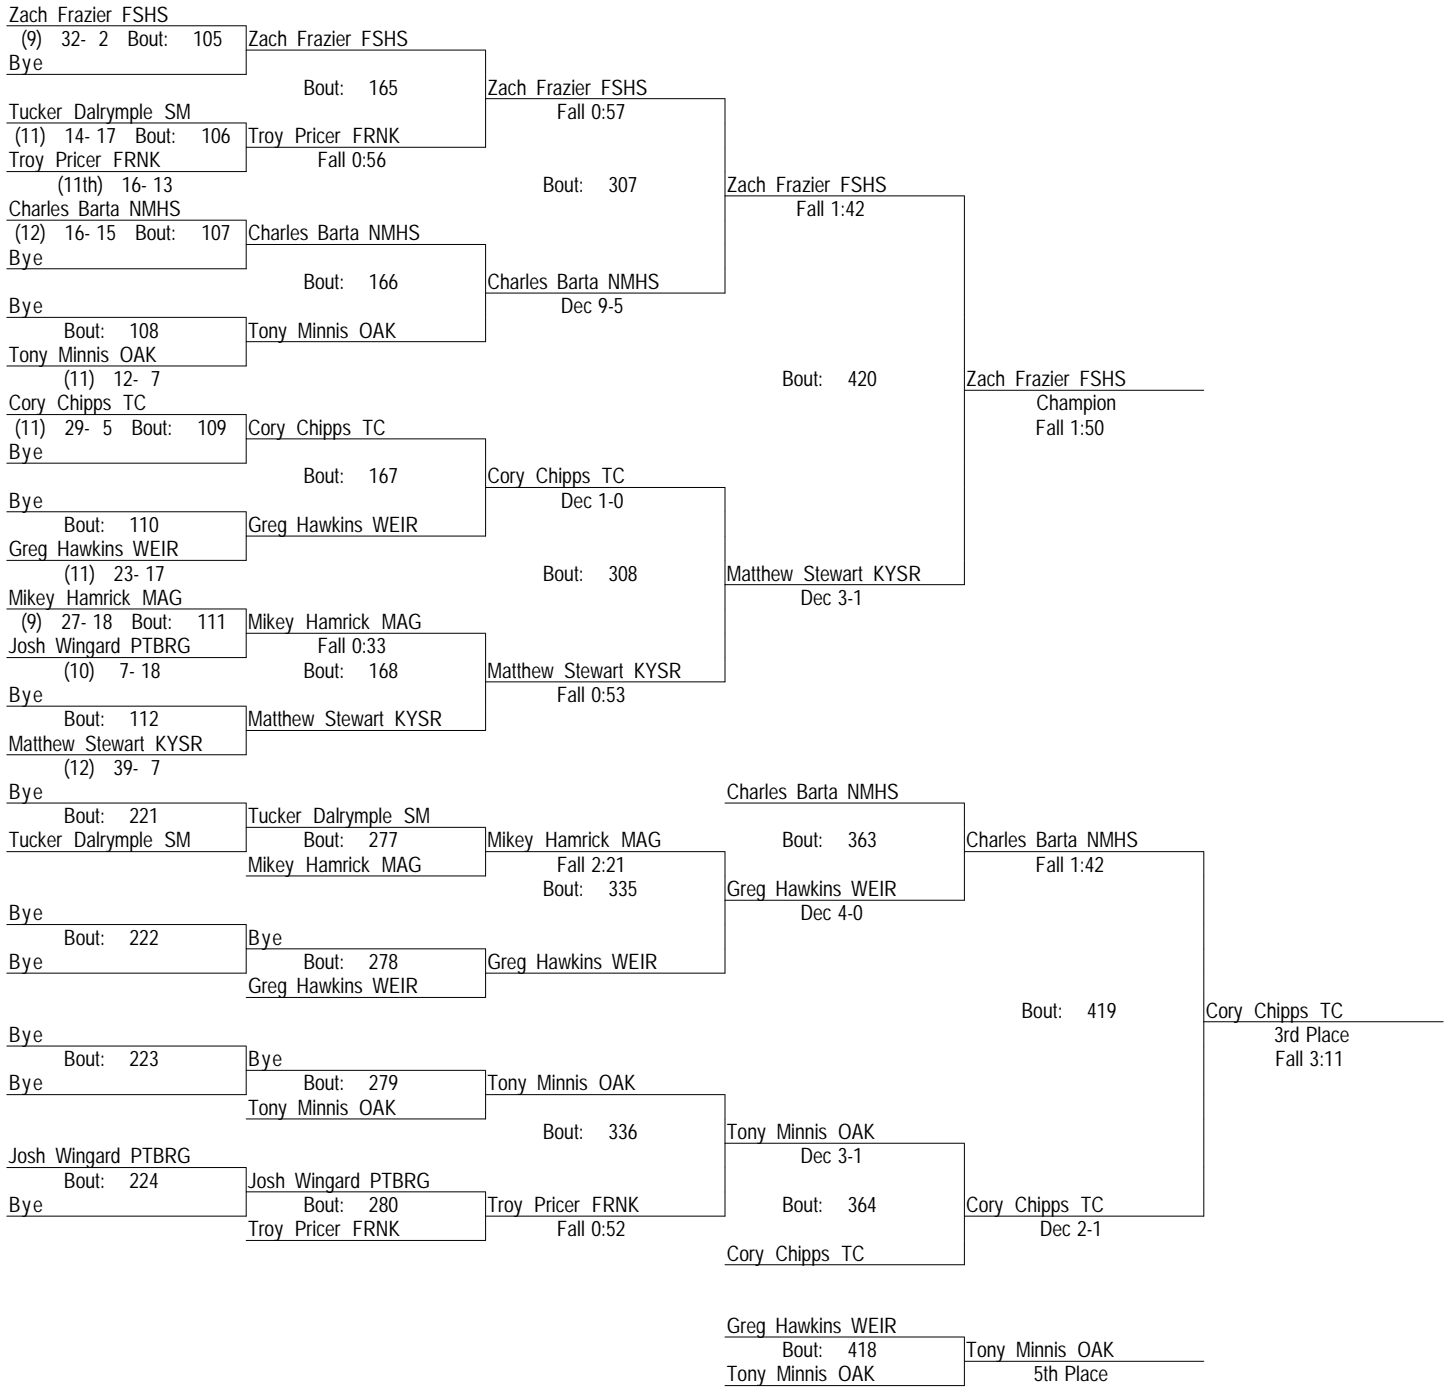 Zach Frazier FSHS
(9) 32- 2 Bout: 105 Zach Frazier FSHS
Bye
Bout: 165 Zach Frazier FSHS
Tucker Dalrymple SM Fall 0:57
(11) 14- 17 Bout: 106 Troy Pricer FRNK
Troy Pricer FRNK Fall 0:56
(11th) 16- 13 Bout: 307 Zach Frazier FSHS
Charles Barta NMHS Fall 1:42
(12) 16- 15 Bout: 107 Charles Barta NMHS
Bye
Bout: 166 Charles Barta NMHS
Bye Dec 9-5
Bout: 108 Tony Minnis OAK
Tony Minnis OAK
(11) 12- 7 Bout: 420 Zach Frazier FSHS
Cory Chipps TC Champion
(11) 29- 5 Bout: 109 Cory Chipps TC Fall 1:50
Bye
Bout: 167 Cory Chipps TC
Bye Dec 1-0
Bout: 110 Greg Hawkins WEIR
Greg Hawkins WEIR
(11) 23- 17 Bout: 308 Matthew Stewart KYSR
Mikey Hamrick MAG Dec 3-1
(9) 27- 18 Bout: 111 Mikey Hamrick MAG
Josh Wingard PTBRG Fall 0:33
(10) 7- 18 Bout: 168 Matthew Stewart KYSR
Bye Fall 0:53
Bout: 112 Matthew Stewart KYSR
Matthew Stewart KYSR
(12) 39- 7
Bye Charles Barta NMHS
Bout: 221 Tucker Dalrymple SM
Tucker Dalrymple SM Bout: 277 Mikey Hamrick MAG Bout: 363 Charles Barta NMHS
Mikey Hamrick MAG Fall 2:21 Fall 1:42
Bout: 335 Greg Hawkins WEIR
Bye Dec 4-0
Bout: 222 Bye
Bye Bout: 278 Greg Hawkins WEIR
Greg Hawkins WEIR
Bout: 419 Cory Chipps TC
Bye 3rd Place
Bout: 223 Bye Fall 3:11
Bye Bout: 279 Tony Minnis OAK
Tony Minnis OAK
Bout: 336 Tony Minnis OAK
Josh Wingard PTBRG Dec 3-1
Bout: 224 Josh Wingard PTBRG
Bye Bout: 280 Troy Pricer FRNK Bout: 364 Cory Chipps TC
Troy Pricer FRNK Fall 0:52 Dec 2-1
Cory Chipps TC
Greg Hawkins WEIR
Bout: 418 Tony Minnis OAK
Tony Minnis OAK 5th Place